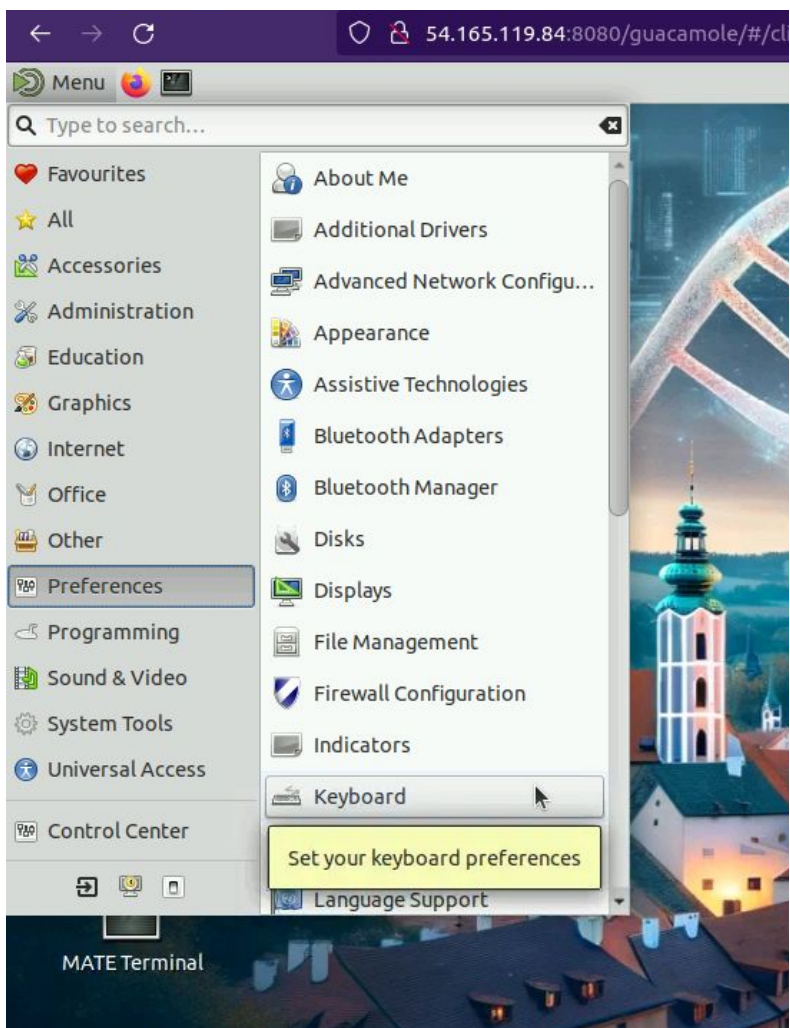 54.165.119.84:8080/guacamole/#/cli
Menu
Type to search...
Favourites
All
Accessories
Administration
Education
Graphics
Internet
Office
Other
Preferences
Programming
Sound & Video
System Tools
Universal Access
Control Center
About Me
Additional Drivers
Advanced Network Configu...
Appearance
Assistive Technologies
Bluetooth Adapters
Bluetooth Manager
Disks
Displays
File Management
Firewall Configuration
Indicators
Keyboard
Set your keyboard preferences
Language Support
MATE Terminal